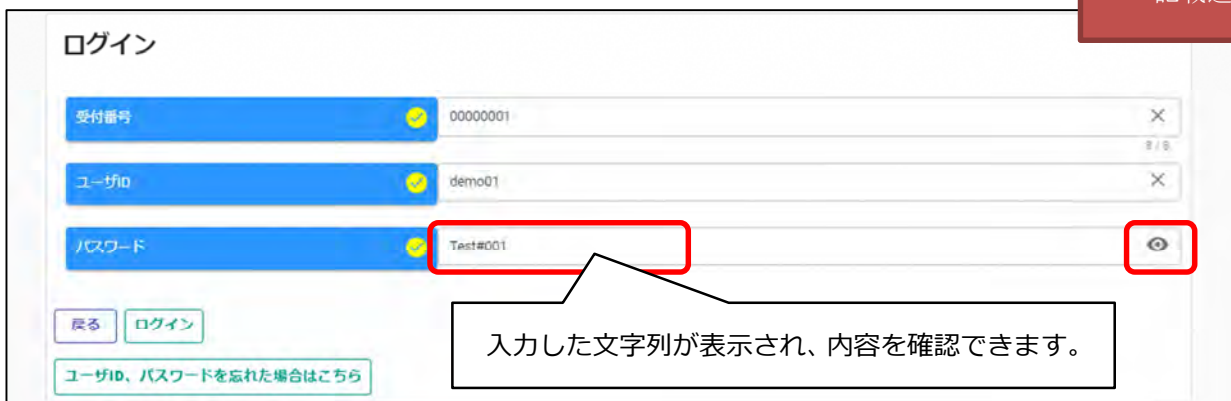 ログイン
受付番号
00000001
8 / 8
ユーザID
demo01
パスワード
Test#001
入力した文字列が表示され、内容を確認できます。
戻る
ログイン
ユーザID、パスワードを忘れた場合はこちら